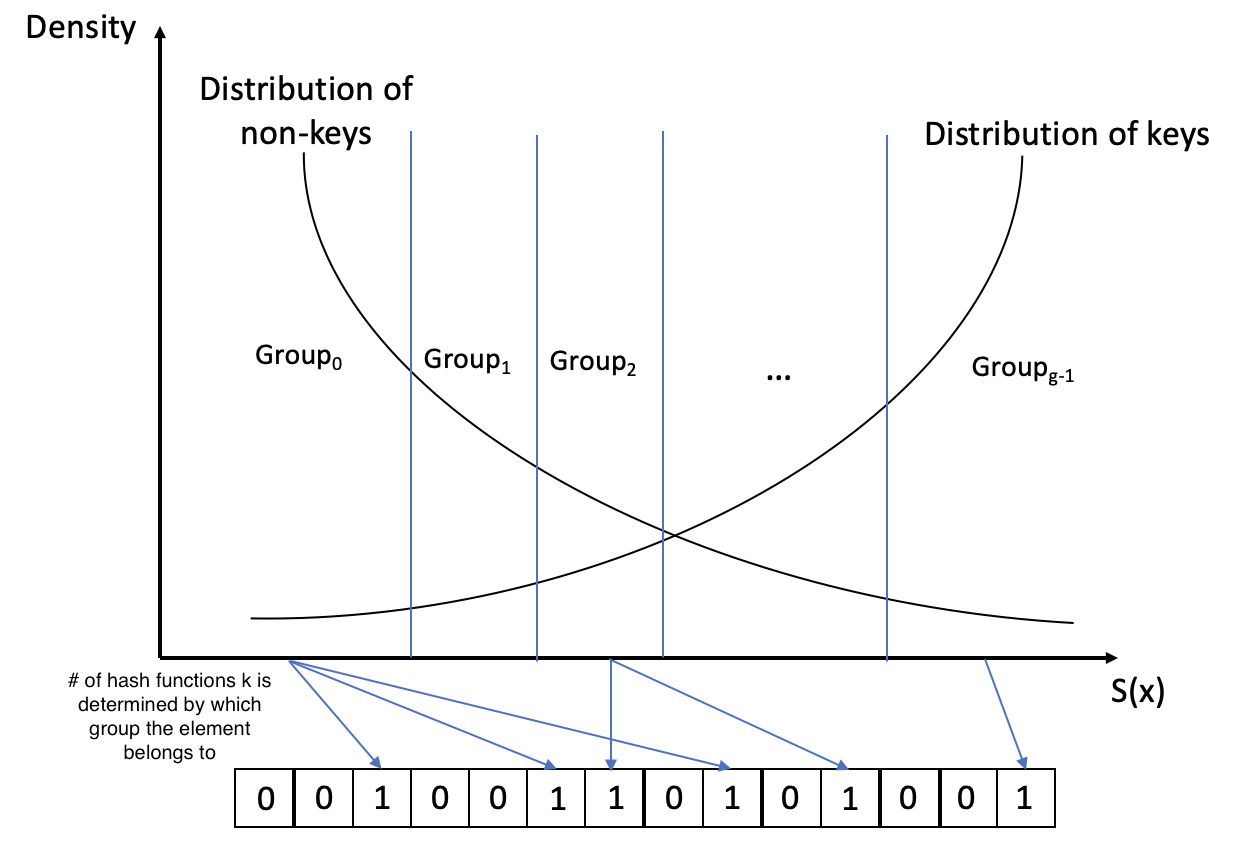 Density
Distribution of
non-keys
Distribution of keys
Group₀
Group₁
Group₂
...
Group₉₋₁
S(x)
# of hash functions k is
determined by which
group the element
belongs to
0 0 1 0 0 1 1 0 1 0 1 0 0 1